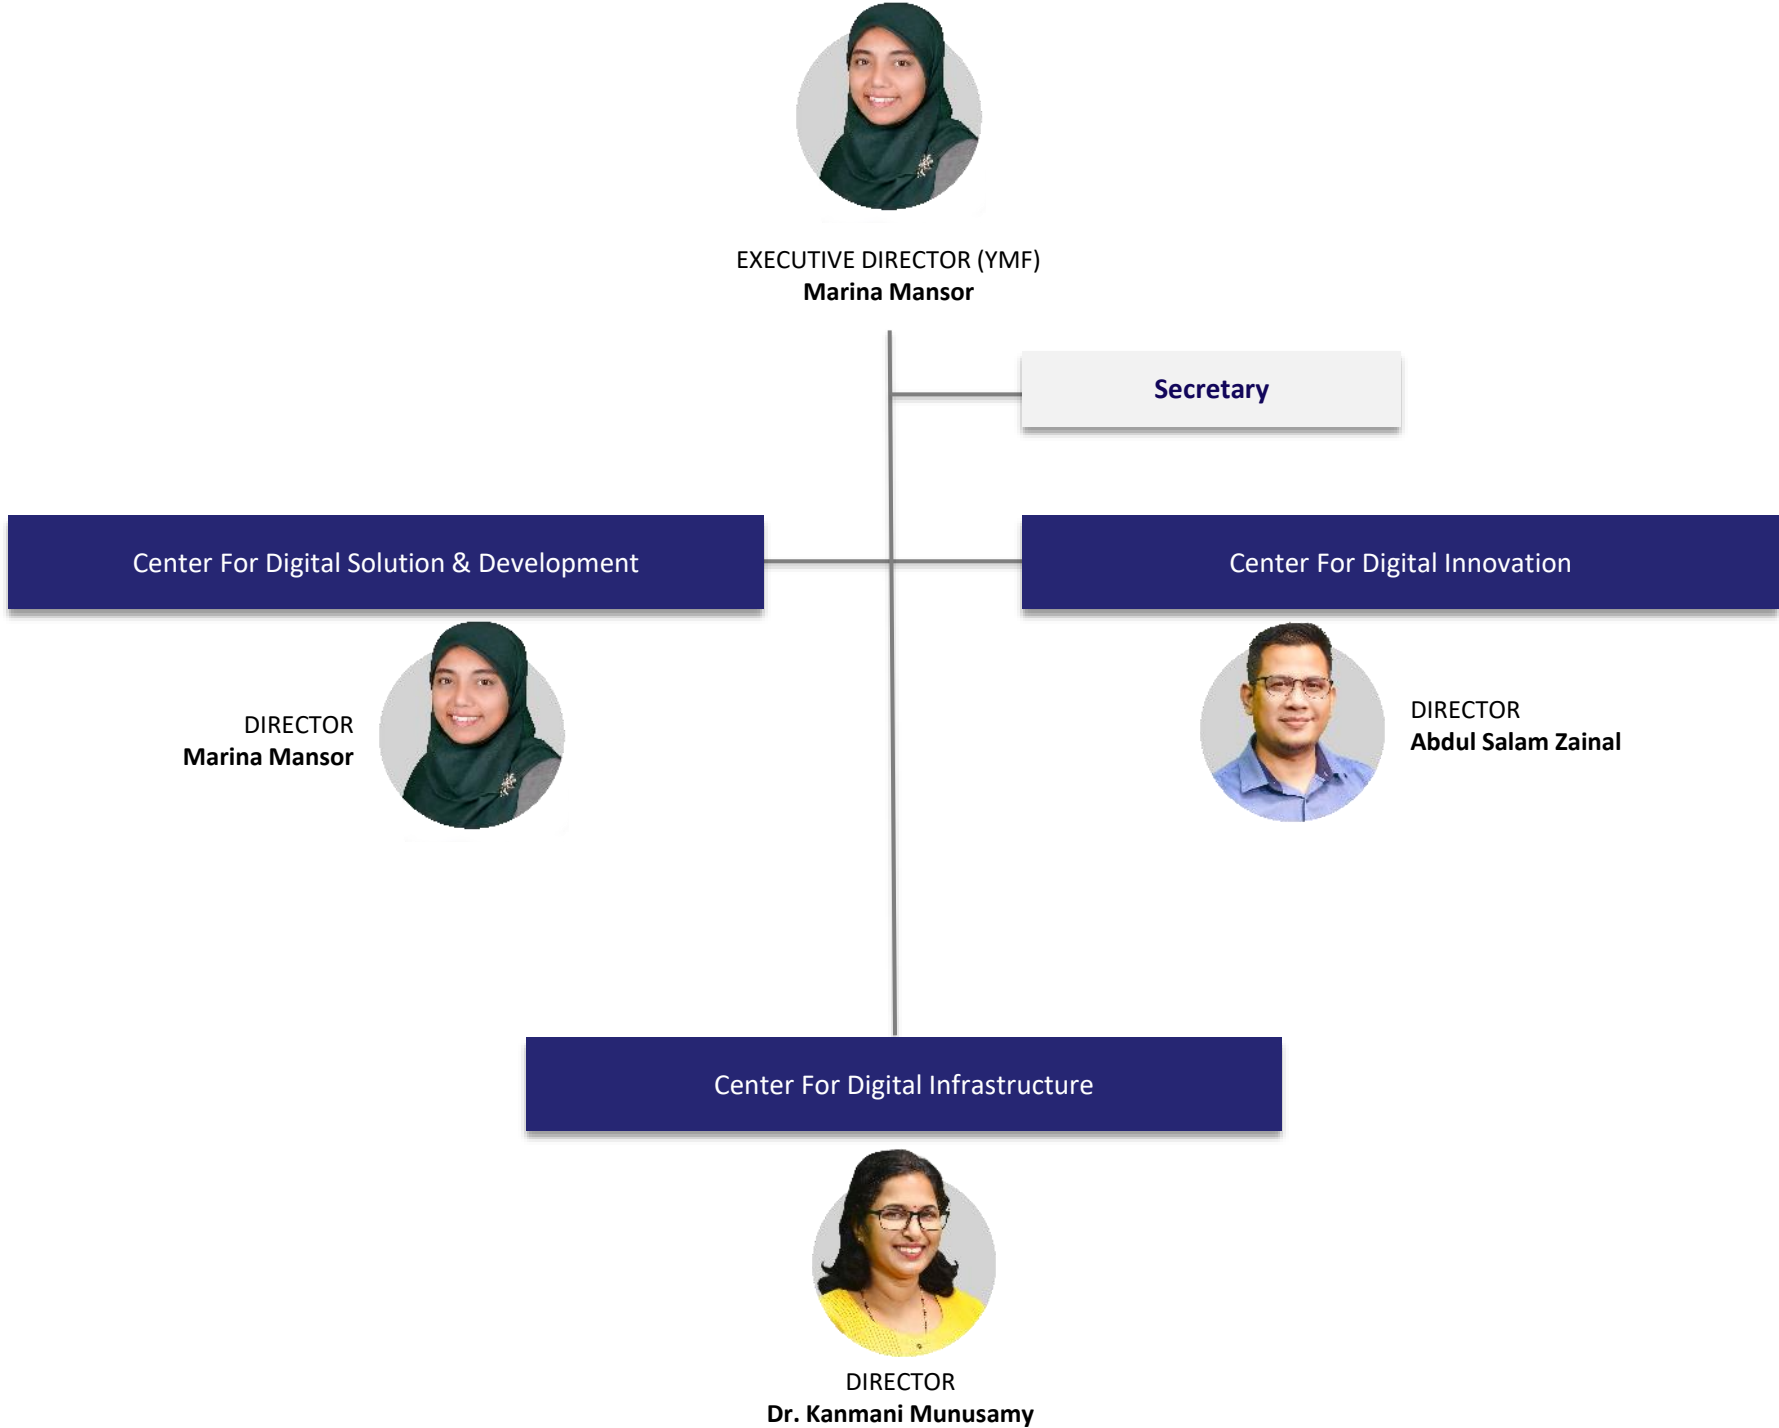 EXECUTIVE DIRECTOR (YMF)
Marina Mansor
Secretary
Center For Digital Solution & Development
Center For Digital Innovation
DIRECTOR
Marina Mansor
DIRECTOR
Abdul Salam Zainal
Center For Digital Infrastructure
DIRECTOR
Dr. Kanmani Munusamy